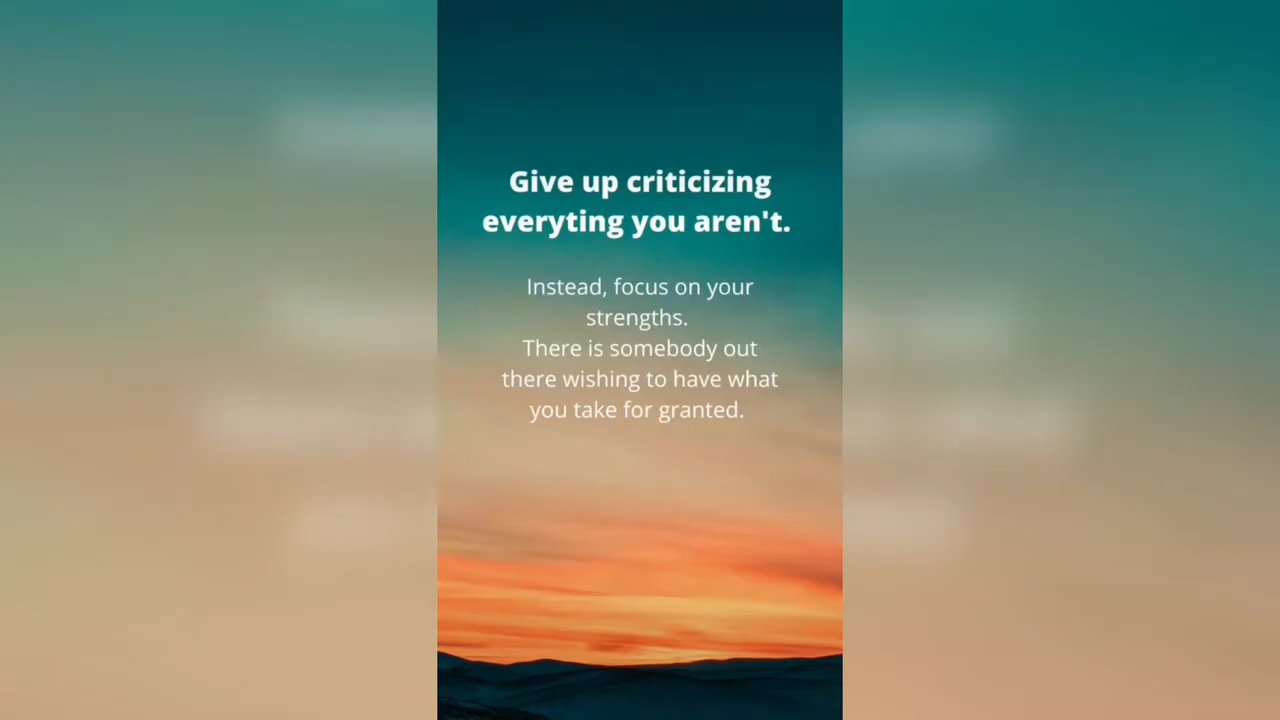 Give up criticizing
everyting you aren't.
Instead, focus on your
strengths.
There is somebody out
there wishing to have what
you take for granted.